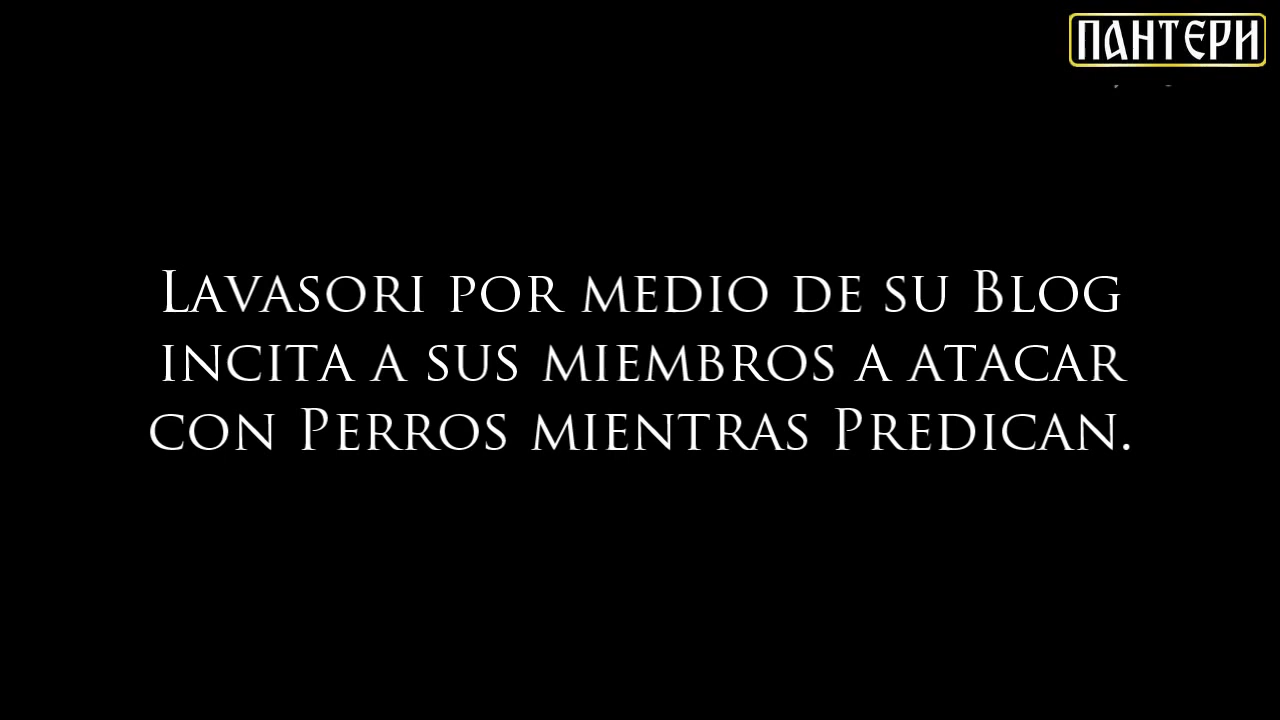 ПАНТЕРИ
Lavasori por medio de su Blog
incita a sus miembros a atacar
con Perros mientras Predican.